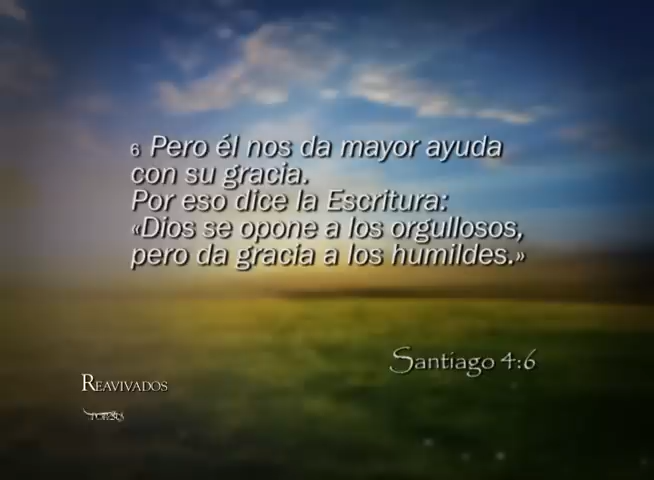 6 Pero él nos da mayor ayuda
con su gracia.
Por eso dice la Escritura:
«Dios se opone a los orgullosos,
pero da gracia a los humildes.»
Santiago 4:6
REAVIVADOS